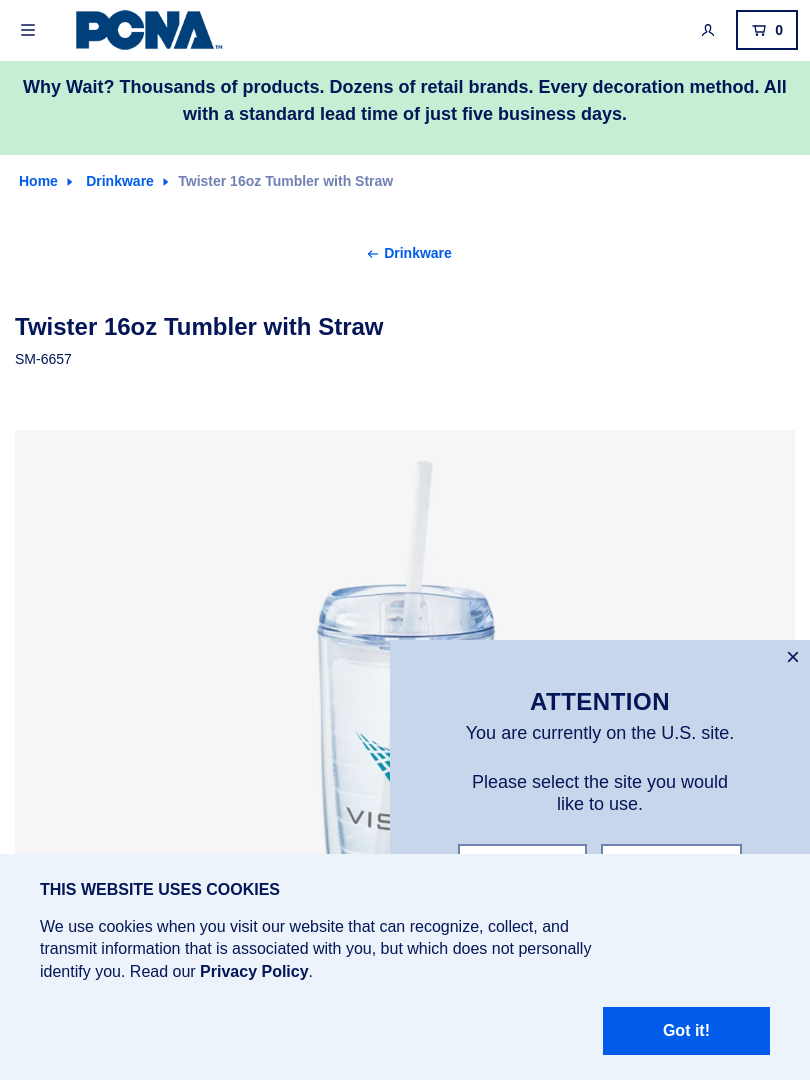 PCNA™
0
Why Wait? Thousands of products. Dozens of retail brands. Every decoration method. All
with a standard lead time of just five business days.
Home Drinkware Twister 16oz Tumbler with Straw
← Drinkware
Twister 16oz Tumbler with Straw
SM-6657
ATTENTION
You are currently on the U.S. site.
Please select the site you would
like to use.
THIS WEBSITE USES COOKIES
We use cookies when you visit our website that can recognize, collect, and
transmit information that is associated with you, but which does not personally
identify you. Read our Privacy Policy.
Got it!